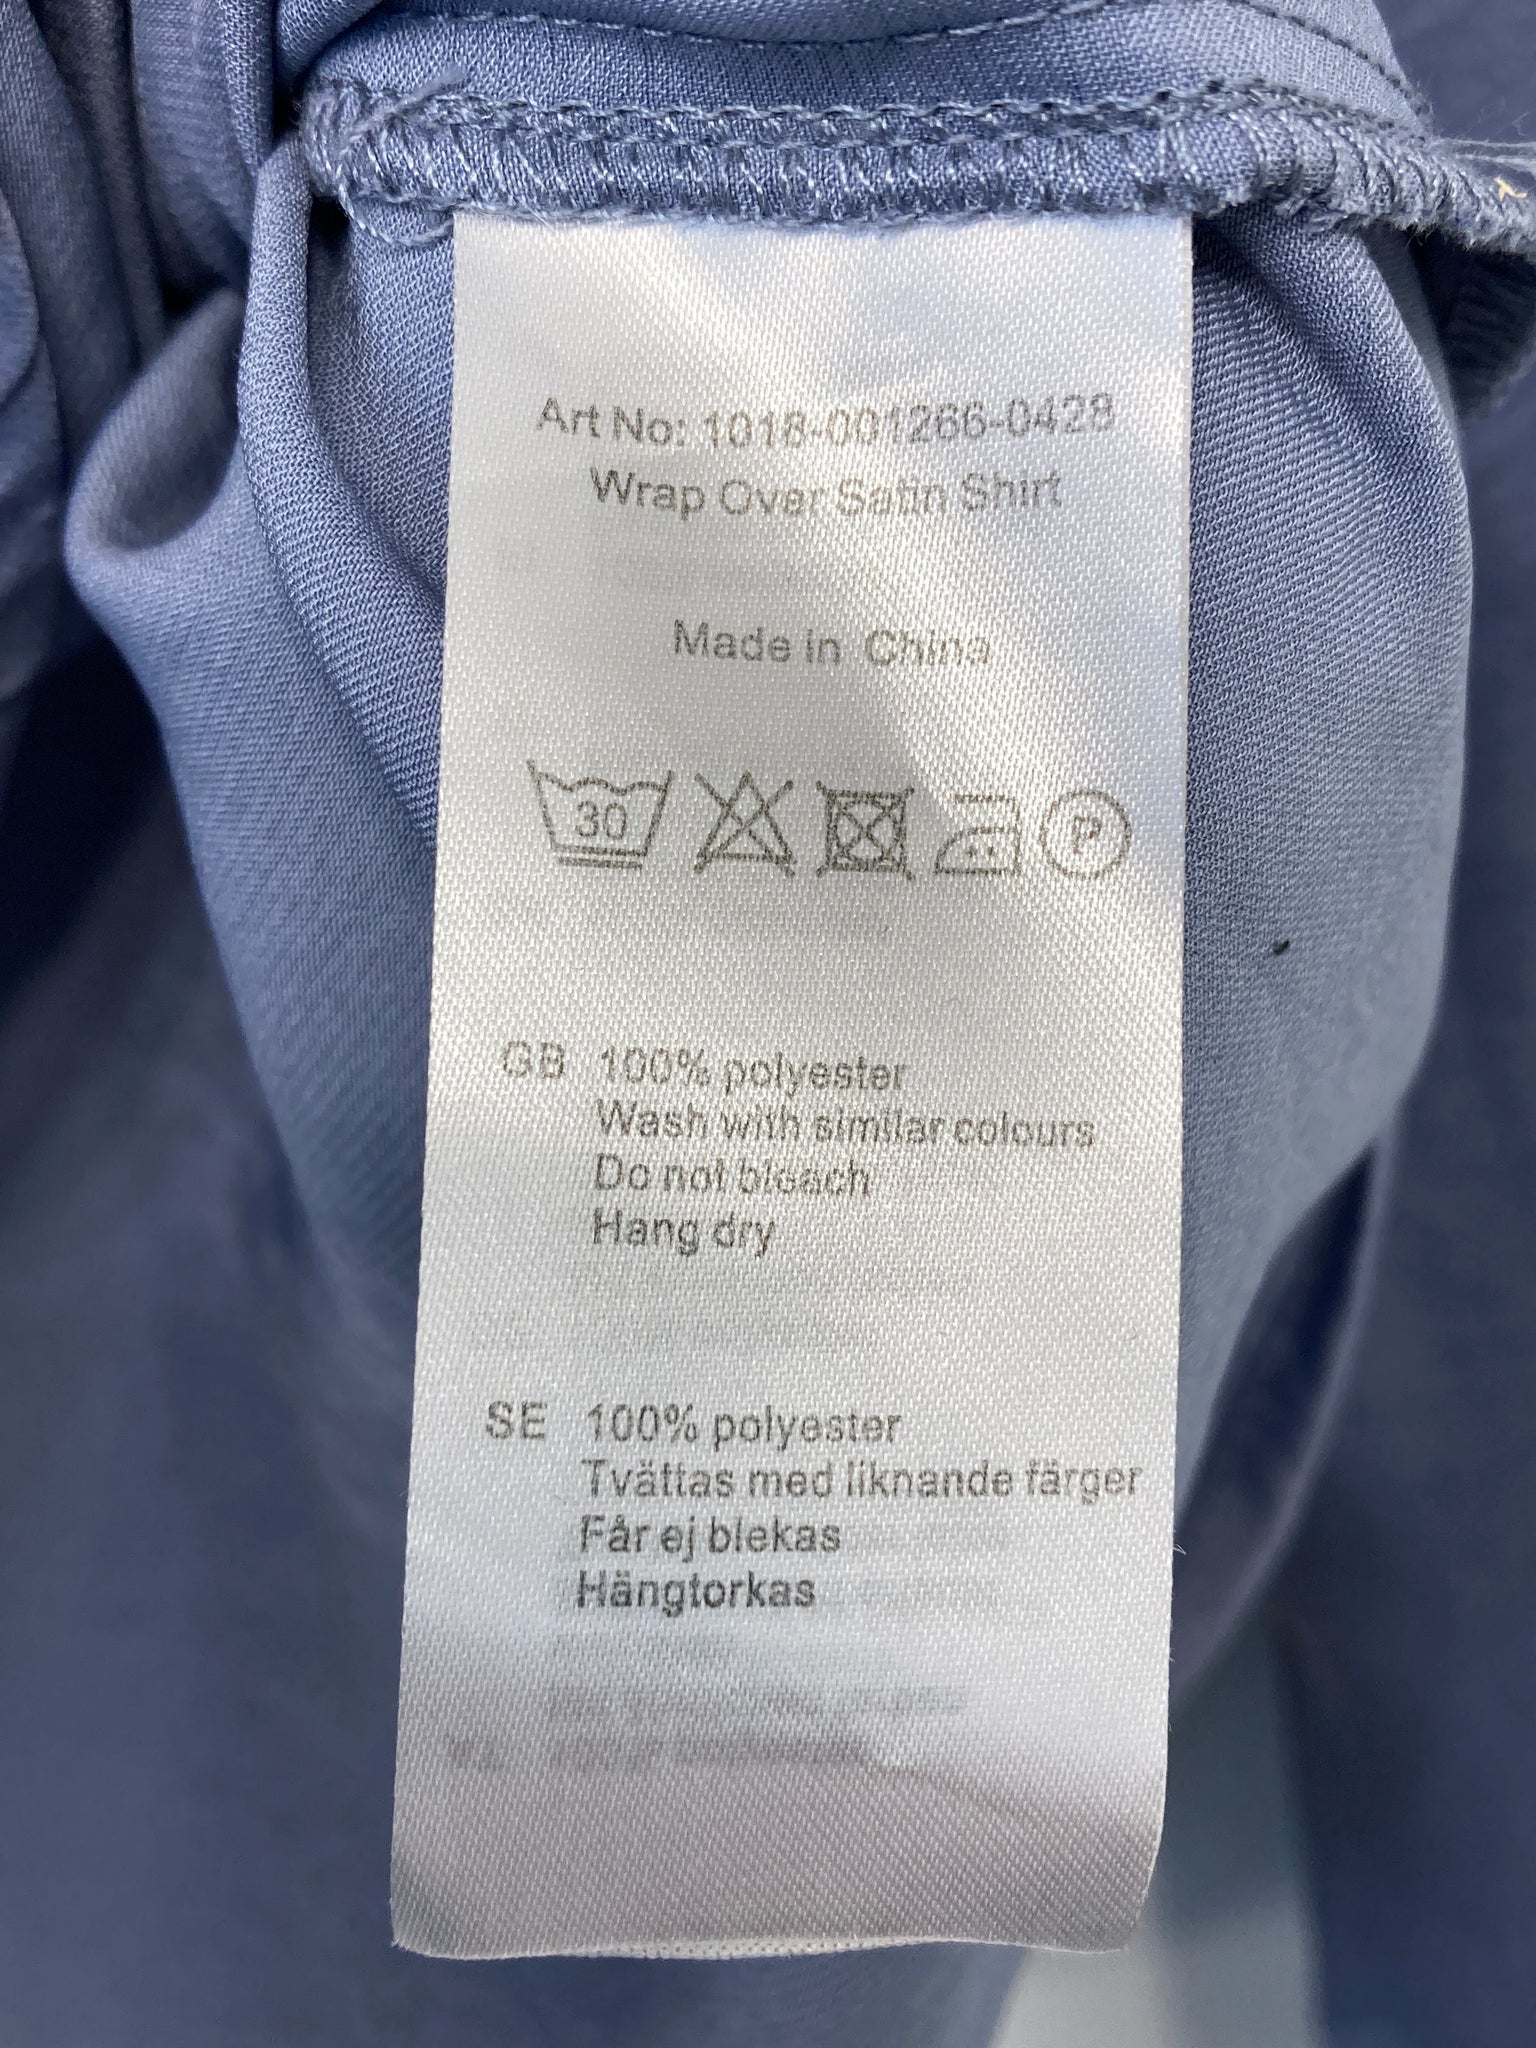 Art No: 1018-001266-0428
Wrap Over Satin Shirt
Made in China
30
P
GB 100% polyester
Wash with similar colours
Do not bleach
Hang dry
SE 100% polyester
Tvättas med liknande färger
Får ej blekas
Hängtorkas